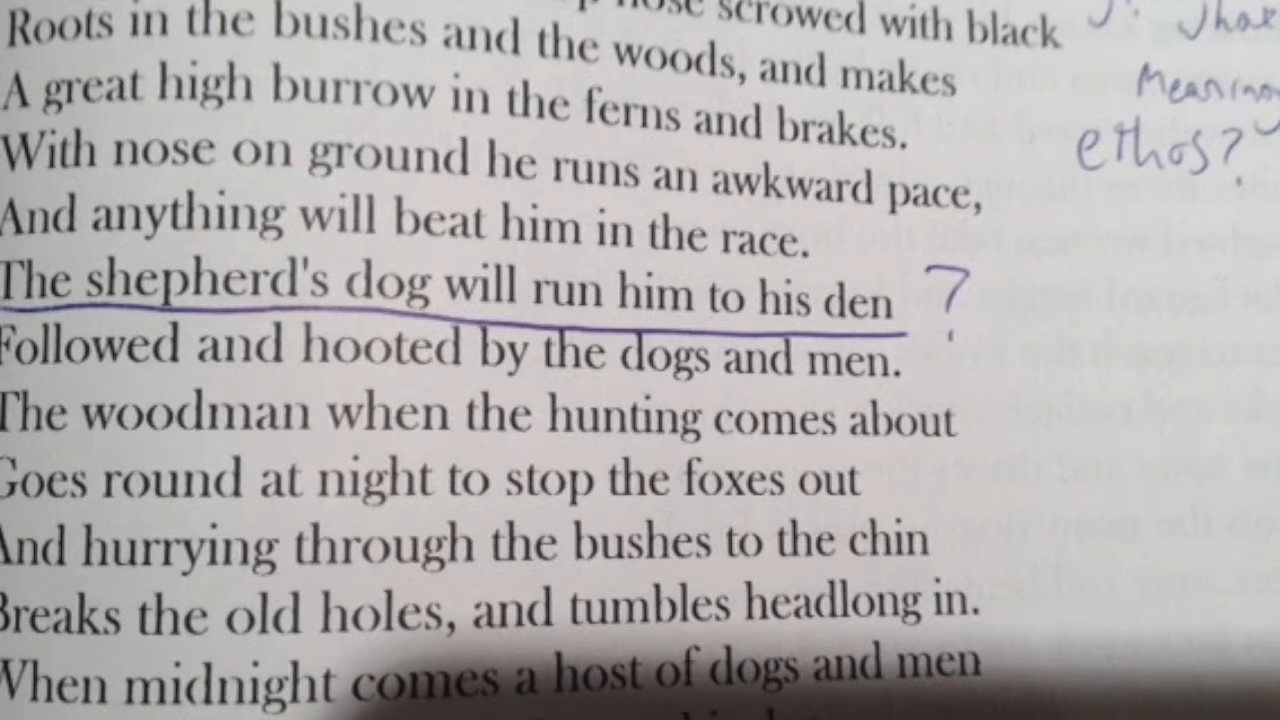 nose scrowed with black
Roots in the bushes and the woods, and makes
A great high burrow in the ferns and brakes.
With nose on ground he runs an awkward pace,
And anything will beat him in the race.
The shepherd's dog will run him to his den ?
Followed and hooted by the dogs and men.
The woodman when the hunting comes about
Goes round at night to stop the foxes out
And hurrying through the bushes to the chin
Breaks the old holes, and tumbles headlong in.
When midnight comes a host of dogs and men
ethos?